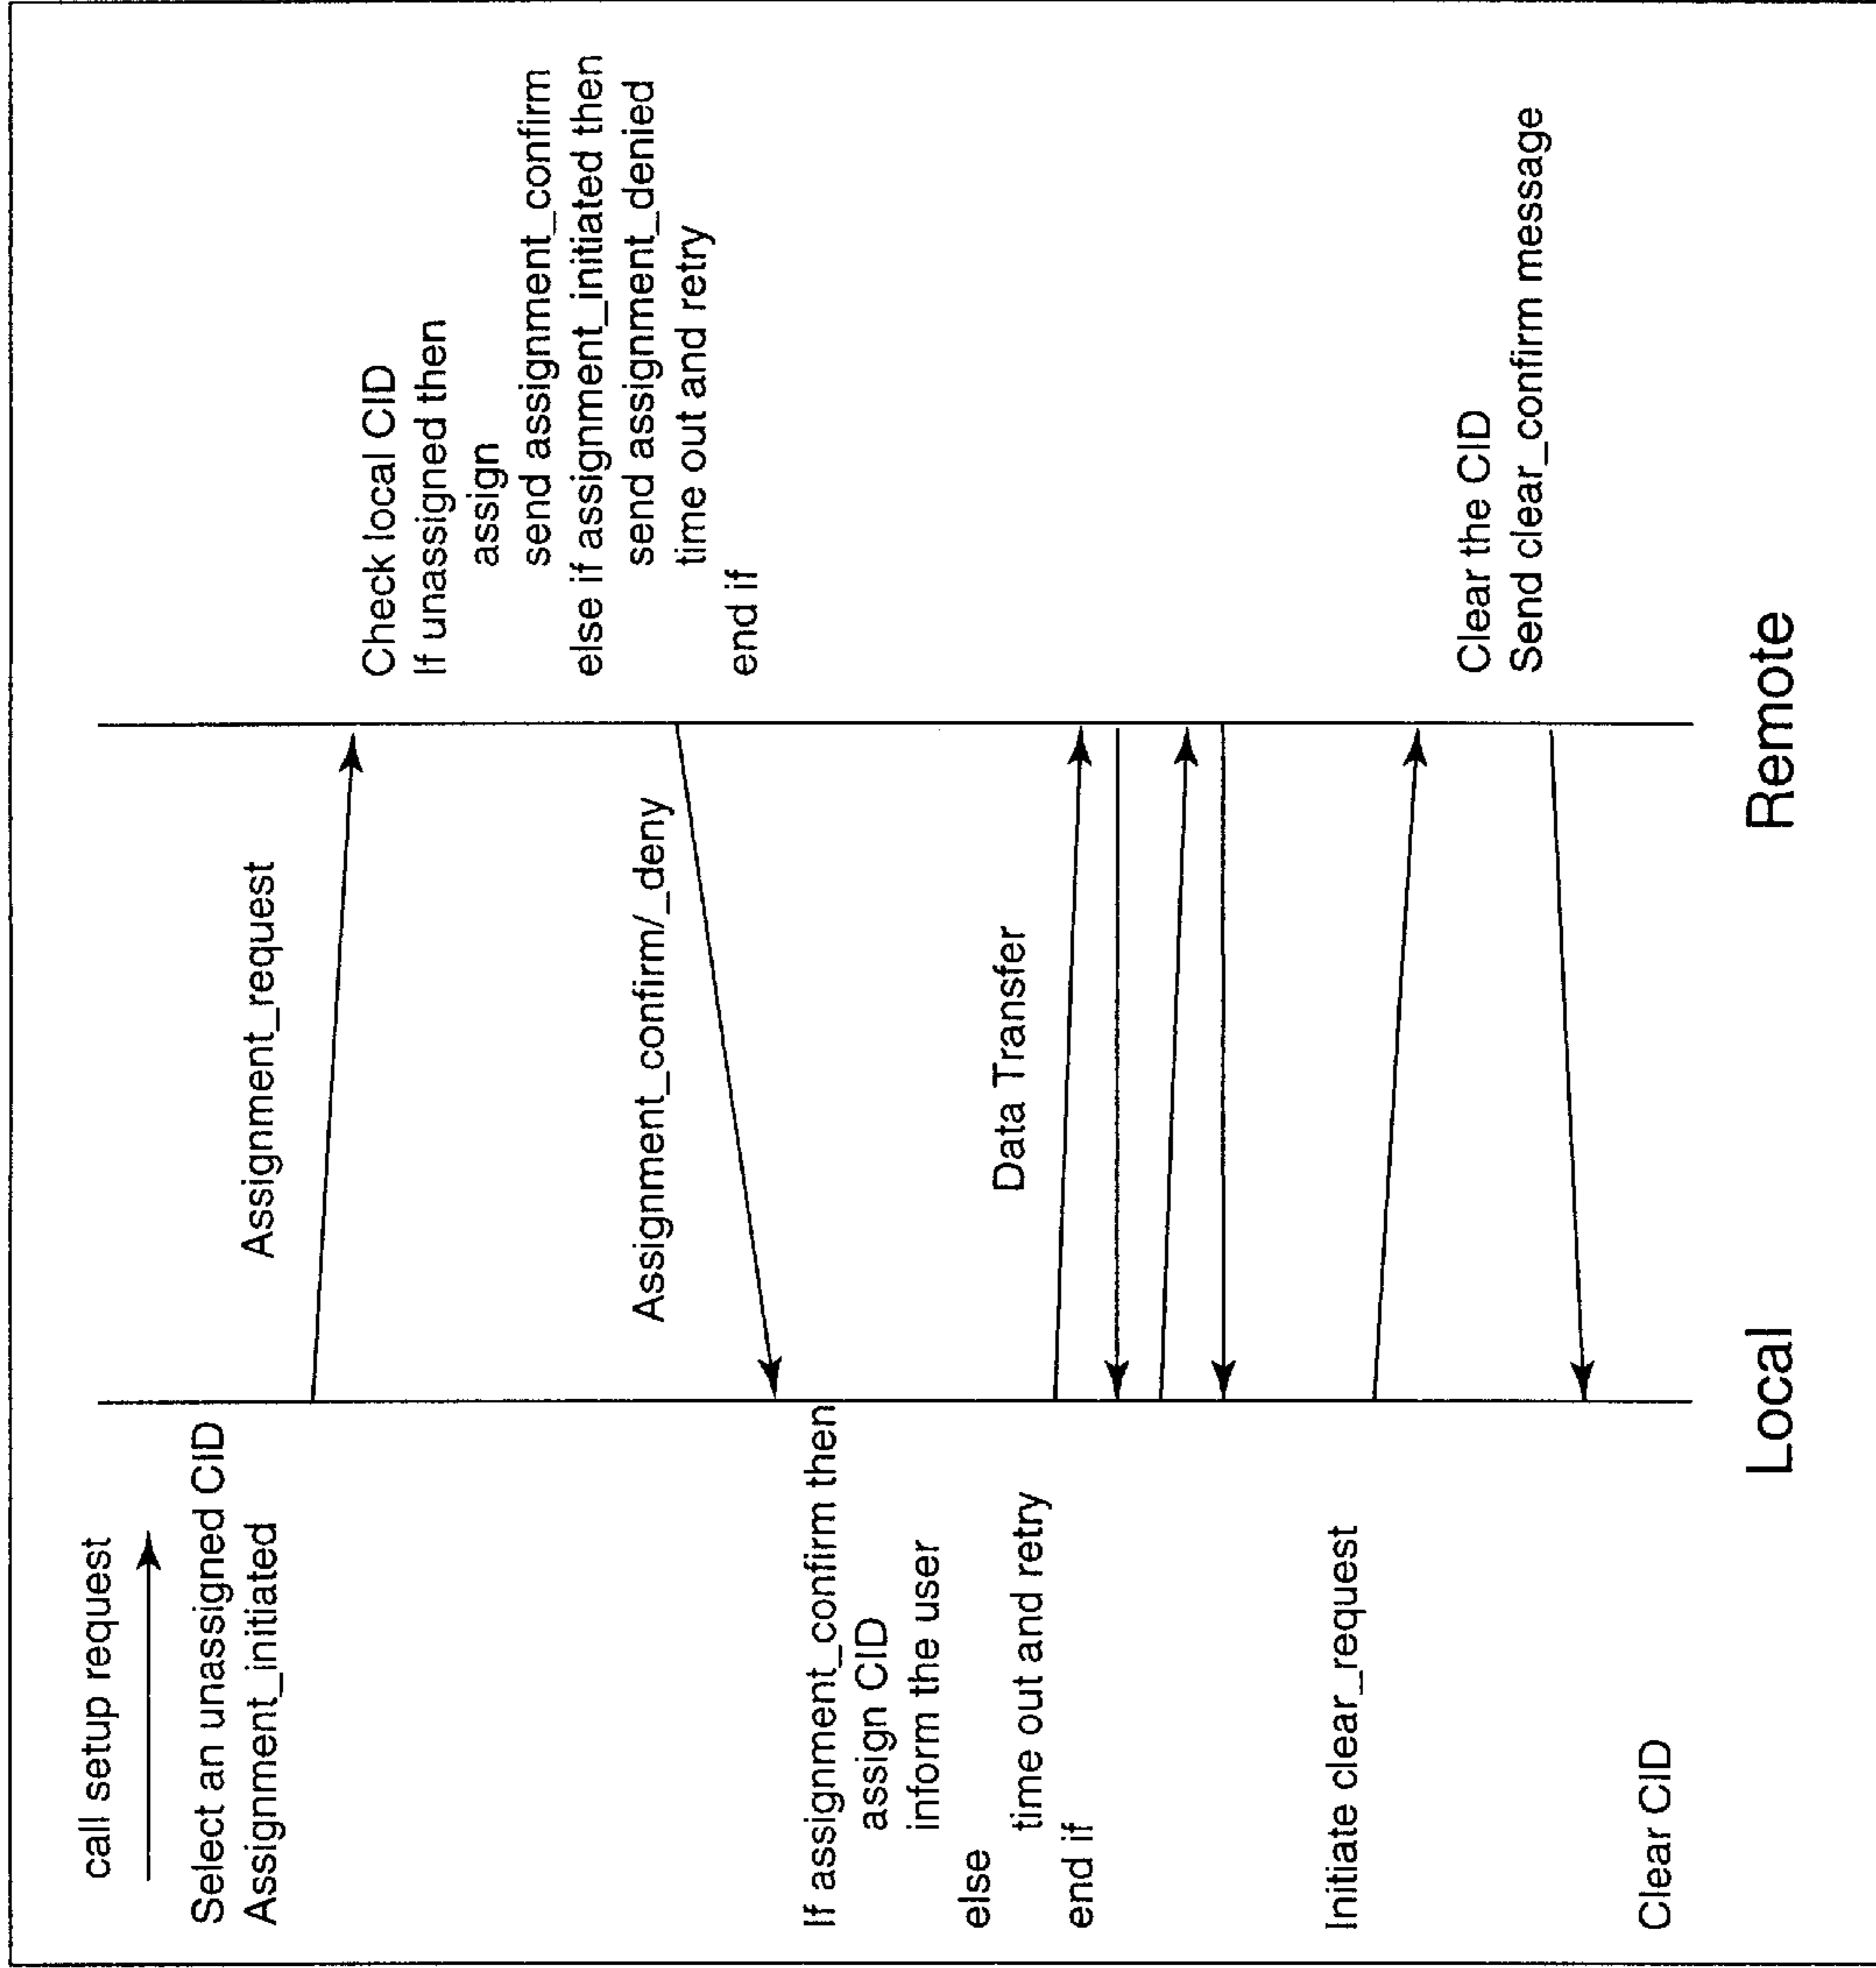 call setup request
Select an unassigned CID
Assignment_initiated
Assignment_request
Check local CID
If unassigned then
assign
send assignment_confirm
else if assignment_initiated then
send assignment_denied
time out and retry
end if
Assignment_confirm/_deny
If assignment_confirm then
assign CID
inform the user
else
time out and retry
end if
Data Transfer
Initiate clear_request
Clear the CID
Send clear_confirm message
Clear CID
Local
Remote